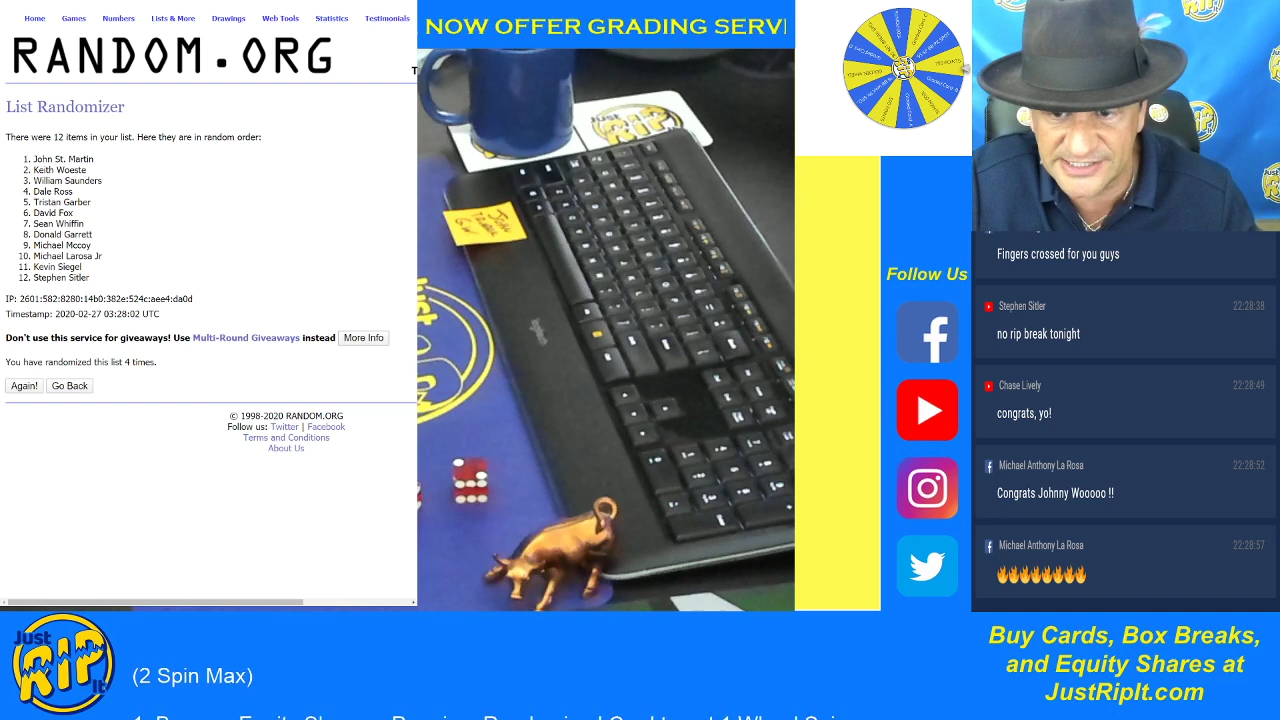 Home Games Numbers Lists & More Drawings Web Tools Statistics Testimonials
RANDOM.ORG
List Randomizer
There were 12 items in your list. Here they are in random order:
1. John St. Martin
2. Keith Woeste
3. William Saunders
4. Dale Ross
5. Tristan Garber
6. David Fox
7. Sean Whiffin
8. Donald Garrett
9. Michael Mccoy
10. Michael Larosa Jr
11. Kevin Siegel
12. Stephen Sitler
IP: 2601:582:8280:14b0:382e:524c:aee4:da0d
Timestamp: 2020-02-27 03:28:02 UTC
Don't use this service for giveaways! Use Multi-Round Giveaways instead More Info
You have randomized this list 4 times.
Again! Go Back
© 1998-2020 RANDOM.ORG
Follow us: Twitter | Facebook
Terms and Conditions
About Us
NOW OFFER GRADING SERVI
Follow Us
Fingers crossed for you guys
Stephen Sitler 22:28:38
no rip break tonight
Chase Lively 22:28:49
congrats, yo!
Michael Anthony La Rosa 22:28:52
Congrats Johnny Wooooo !!
Michael Anthony La Rosa 22:28:57
Just RIP It
(2 Spin Max)
Buy Cards, Box Breaks,
and Equity Shares at
JustRipIt.com